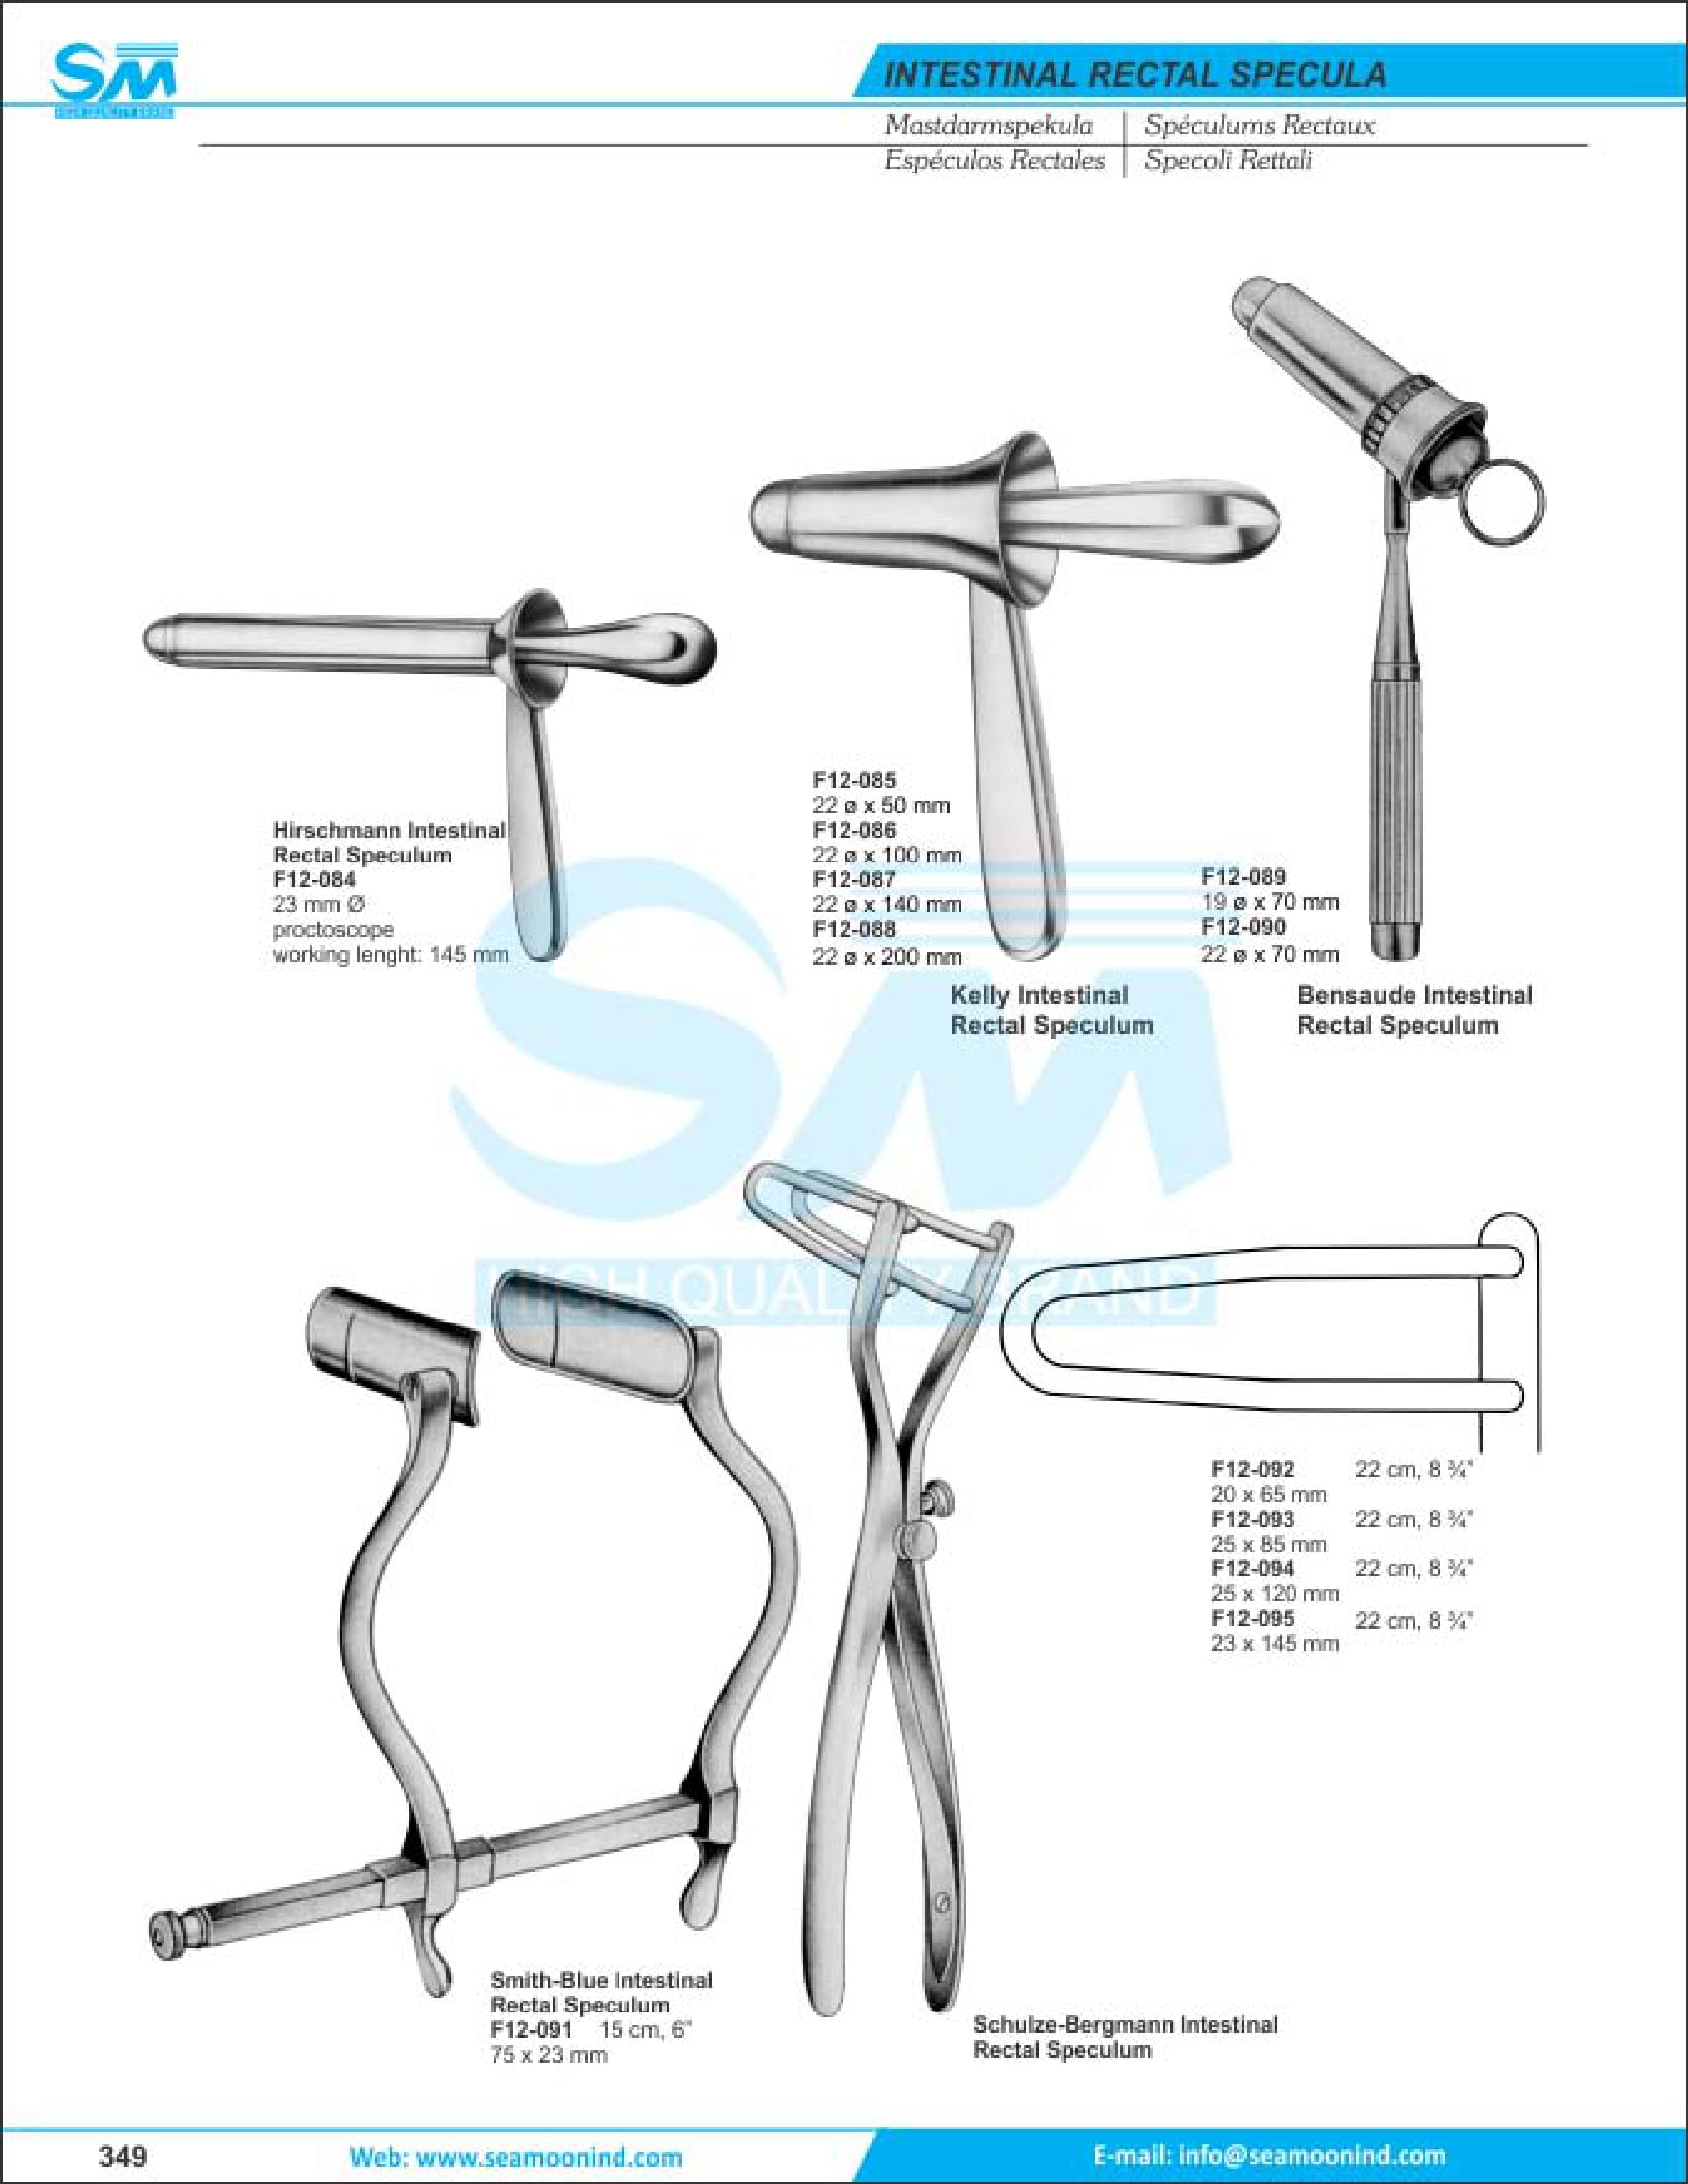 SM
INTESTINAL RECTAL SPECULA
Mastdarmspekula
Spéculums Rectaux
Espéculos Rectales
Specoli Rettali
Hirschmann Intestinal
Rectal Speculum
F12-084
23 mm Ø
proctoscope
working lenght: 145 mm
F12-085
22 ø x 50 mm
F12-086
22 ø x 100 mm
F12-087
22 ø x 140 mm
F12-088
22 ø x 200 mm
Kelly Intestinal
Rectal Speculum
F12-089
19 ø x 70 mm
F12-090
22 ø x 70 mm
Bensaude Intestinal
Rectal Speculum
SM
HIGH QUALITY BRAND
F12-092 22 cm, 8 ¾"
20 x 65 mm
F12-093 22 cm, 8 ¾"
25 x 85 mm
F12-094 22 cm, 8 ¾"
25 x 120 mm
F12-095 22 cm, 8 ¾"
23 x 145 mm
Smith-Blue Intestinal
Rectal Speculum
F12-091 15 cm, 6"
75 x 23 mm
Schulze-Bergmann Intestinal
Rectal Speculum
349
Web: www.seamoonind.com
E-mail: info@seamoonind.com